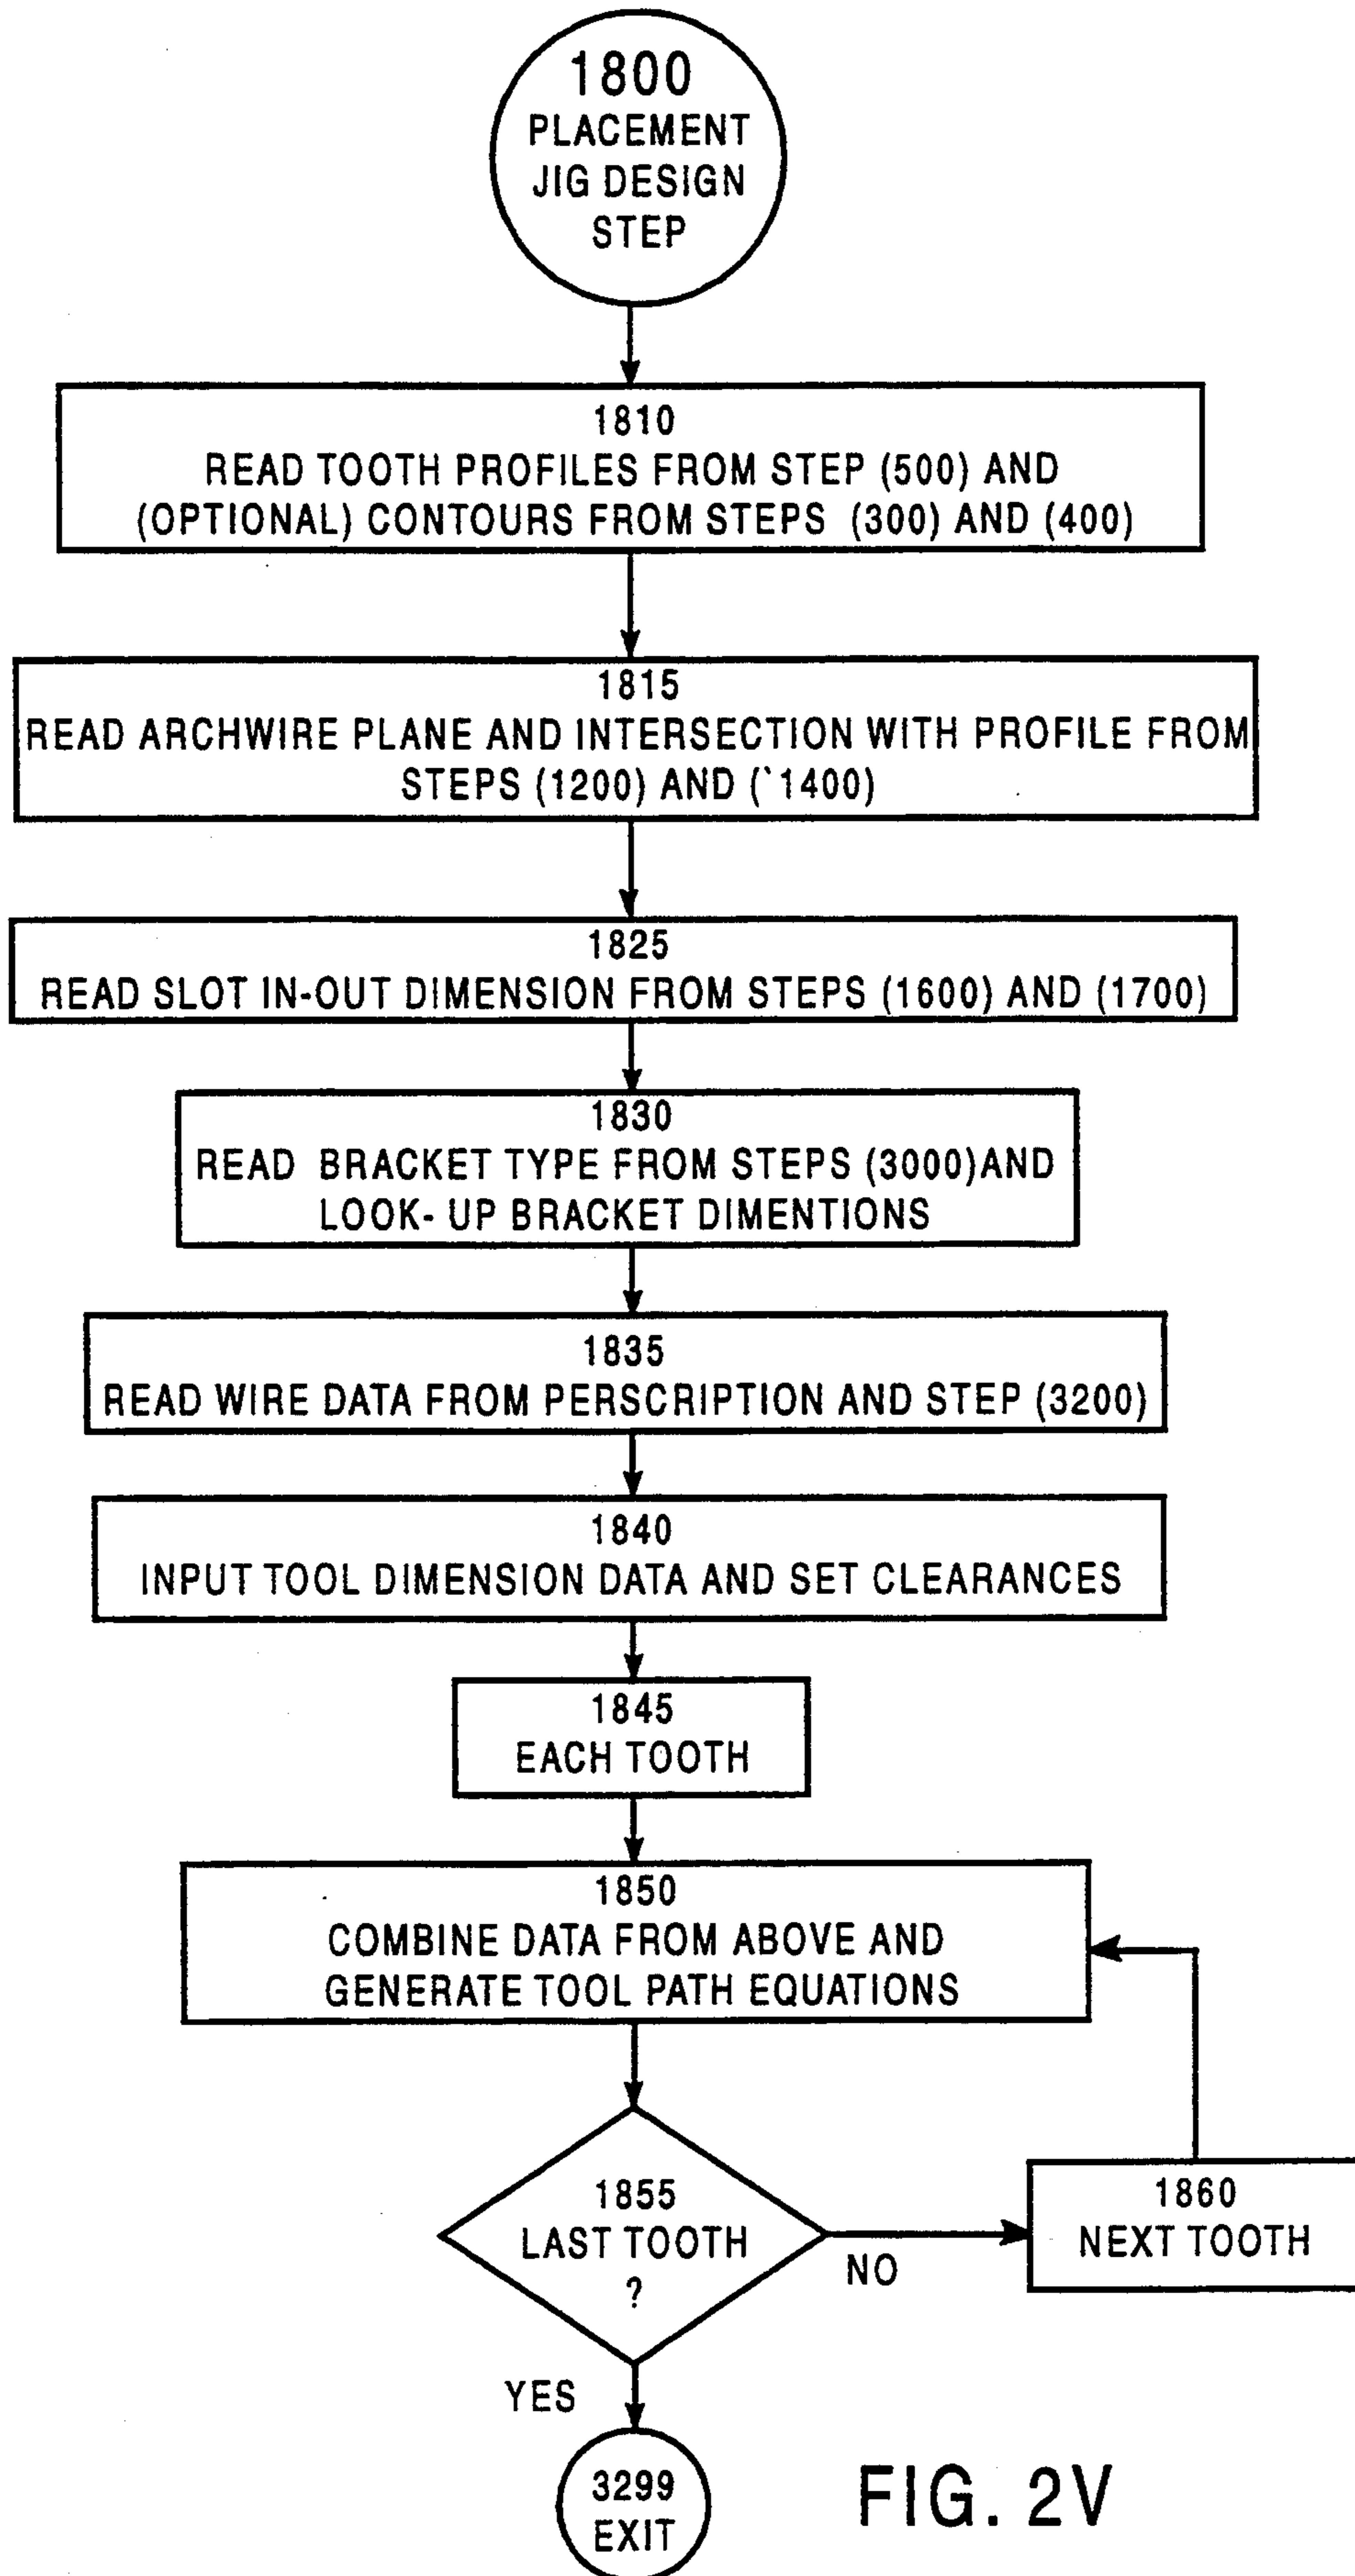 1800
PLACEMENT
JIG DESIGN
STEP
1810
READ TOOTH PROFILES FROM STEP (500) AND
(OPTIONAL) CONTOURS FROM STEPS (300) AND (400)
1815
READ ARCHWIRE PLANE AND INTERSECTION WITH PROFILE FROM
STEPS (1200) AND (`1400)
1825
READ SLOT IN-OUT DIMENSION FROM STEPS (1600) AND (1700)
1830
READ BRACKET TYPE FROM STEPS (3000)AND
LOOK- UP BRACKET DIMENTIONS
1835
READ WIRE DATA FROM PERSCRIPTION AND STEP (3200)
1840
INPUT TOOL DIMENSION DATA AND SET CLEARANCES
1845
EACH TOOTH
1850
COMBINE DATA FROM ABOVE AND
GENERATE TOOL PATH EQUATIONS
1855
LAST TOOTH
?
NO
1860
NEXT TOOTH
YES
3299
EXIT
FIG. 2V